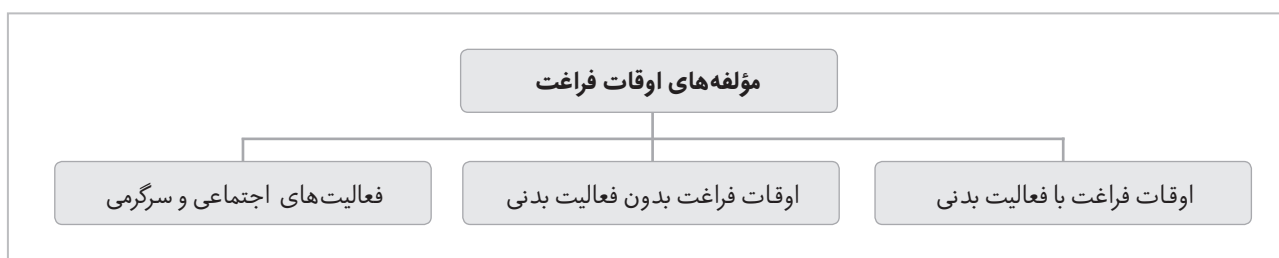 مؤلفه‌های اوقات فراغت
اوقات فراغت با فعالیت بدنی
اوقات فراغت بدون فعالیت بدنی
فعالیت‌های اجتماعی و سرگرمی